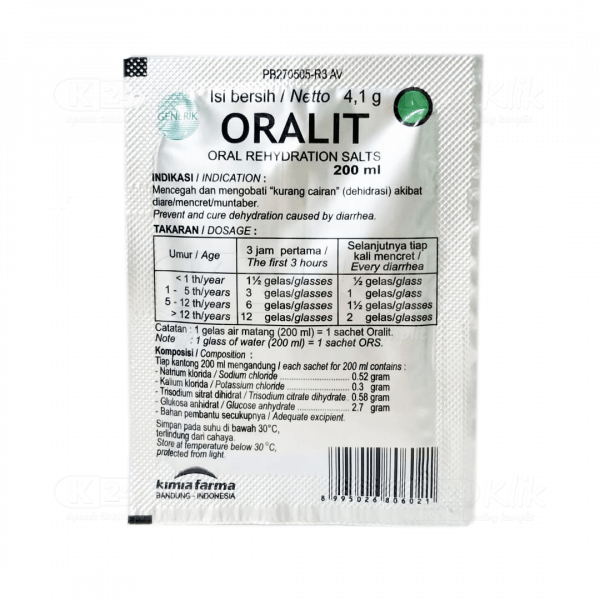 PB270505-R3 AV
Isi bersih / Netto 4,1 g
GENERIK
ORALIT
ORAL REHYDRATION SALTS
200 ml
INDIKASI / INDICATION :
Mencegah dan mengobati “kurang cairan” (dehidrasi) akibat
diare/mencret/muntaber.
Prevent and cure dehydration caused by diarrhea.
TAKARAN / DOSAGE :
Umur / Age 3 jam pertama / The first 3 hours Selanjutnya tiap kali mencret / Every diarrhea
< 1 th/year 1½ gelas/glasses ½ gelas/glass
1 - 5 th/years 3 gelas/glasses 1 gelas/glass
5 - 12 th/years 6 gelas/glasses 1½ gelas/glasses
> 12 th/years 12 gelas/glasses 2 gelas/glasses
Catatan : 1 gelas air matang (200 ml) = 1 sachet Oralit.
Note : 1 glass of water (200 ml) = 1 sachet ORS.
Komposisi / Composition :
Tiap kantong 200 ml mengandung / each sachet for 200 ml contains :
- Natrium klorida / Sodium chloride 0.52 gram
- Kalium klorida / Potassium chloride 0.3 gram
- Trisodium sitrat dihidrat / Trisodium citrate dihydrate 0.58 gram
- Glukosa anhidrat / Glucose anhydrate 2.7 gram
- Bahan pembantu secukupnya / Adequate excipient.
Simpan pada suhu di bawah 30°C,
terlindung dari cahaya.
Store at temperature below 30°C,
protected from light.
kimia farma
BANDUNG - INDONESIA
8 995026 806021